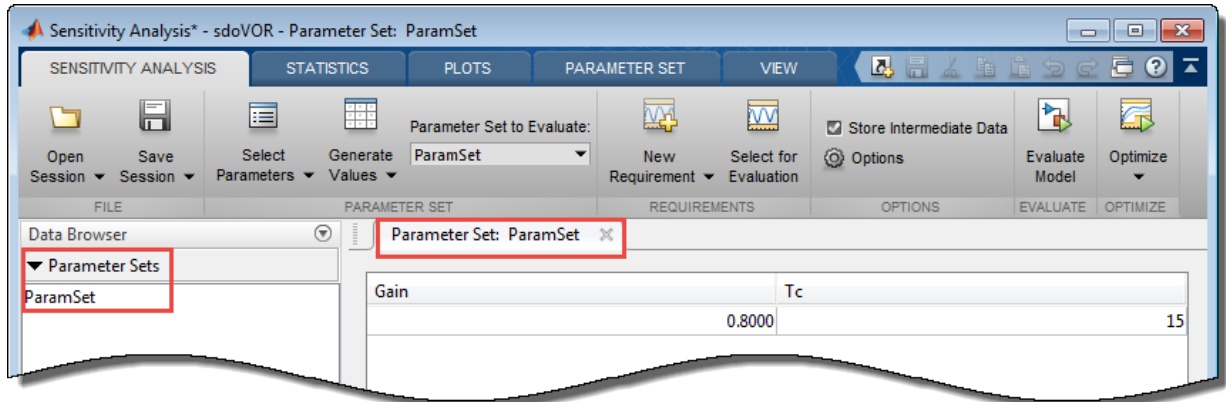 Sensitivity Analysis* - sdoVOR - Parameter Set: ParamSet
SENSITIVITY ANALYSIS STATISTICS PLOTS PARAMETER SET VIEW
Open Session
Save Session
Select Parameters
Generate Values
Parameter Set to Evaluate:
ParamSet
New Requirement
Select for Evaluation
Store Intermediate Data
Options
Evaluate Model
Optimize
FILE PARAMETER SET REQUIREMENTS OPTIONS EVALUATE OPTIMIZE
Data Browser
Parameter Sets
ParamSet
Parameter Set: ParamSet
Gain Tc
0.8000 15